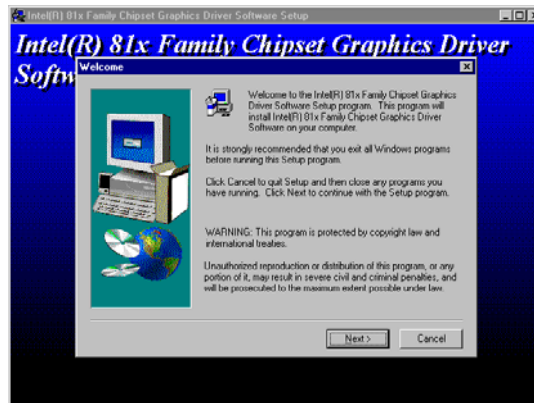 Intel(R) 81x Family Chipset Graphics Driver Software Setup
Intel(R) 81x Family Chipset Graphics Driver
Softw
Welcome
Welcome to the Intel(R) 81x Family Chipset Graphics
Driver Software Setup program. This program will
install Intel(R) 81x Family Chipset Graphics Driver
Software on your computer.
It is strongly recommended that you exit all Windows programs
before running this Setup program.
Click Cancel to quit Setup and then close any programs you
have running. Click Next to continue with the Setup program.
WARNING: This program is protected by copyright law and
international treaties.
Unauthorized reproduction or distribution of this program, or any
portion of it, may result in severe civil and criminal penalties, and
will be prosecuted to the maximum extent possible under law.
Next >
Cancel